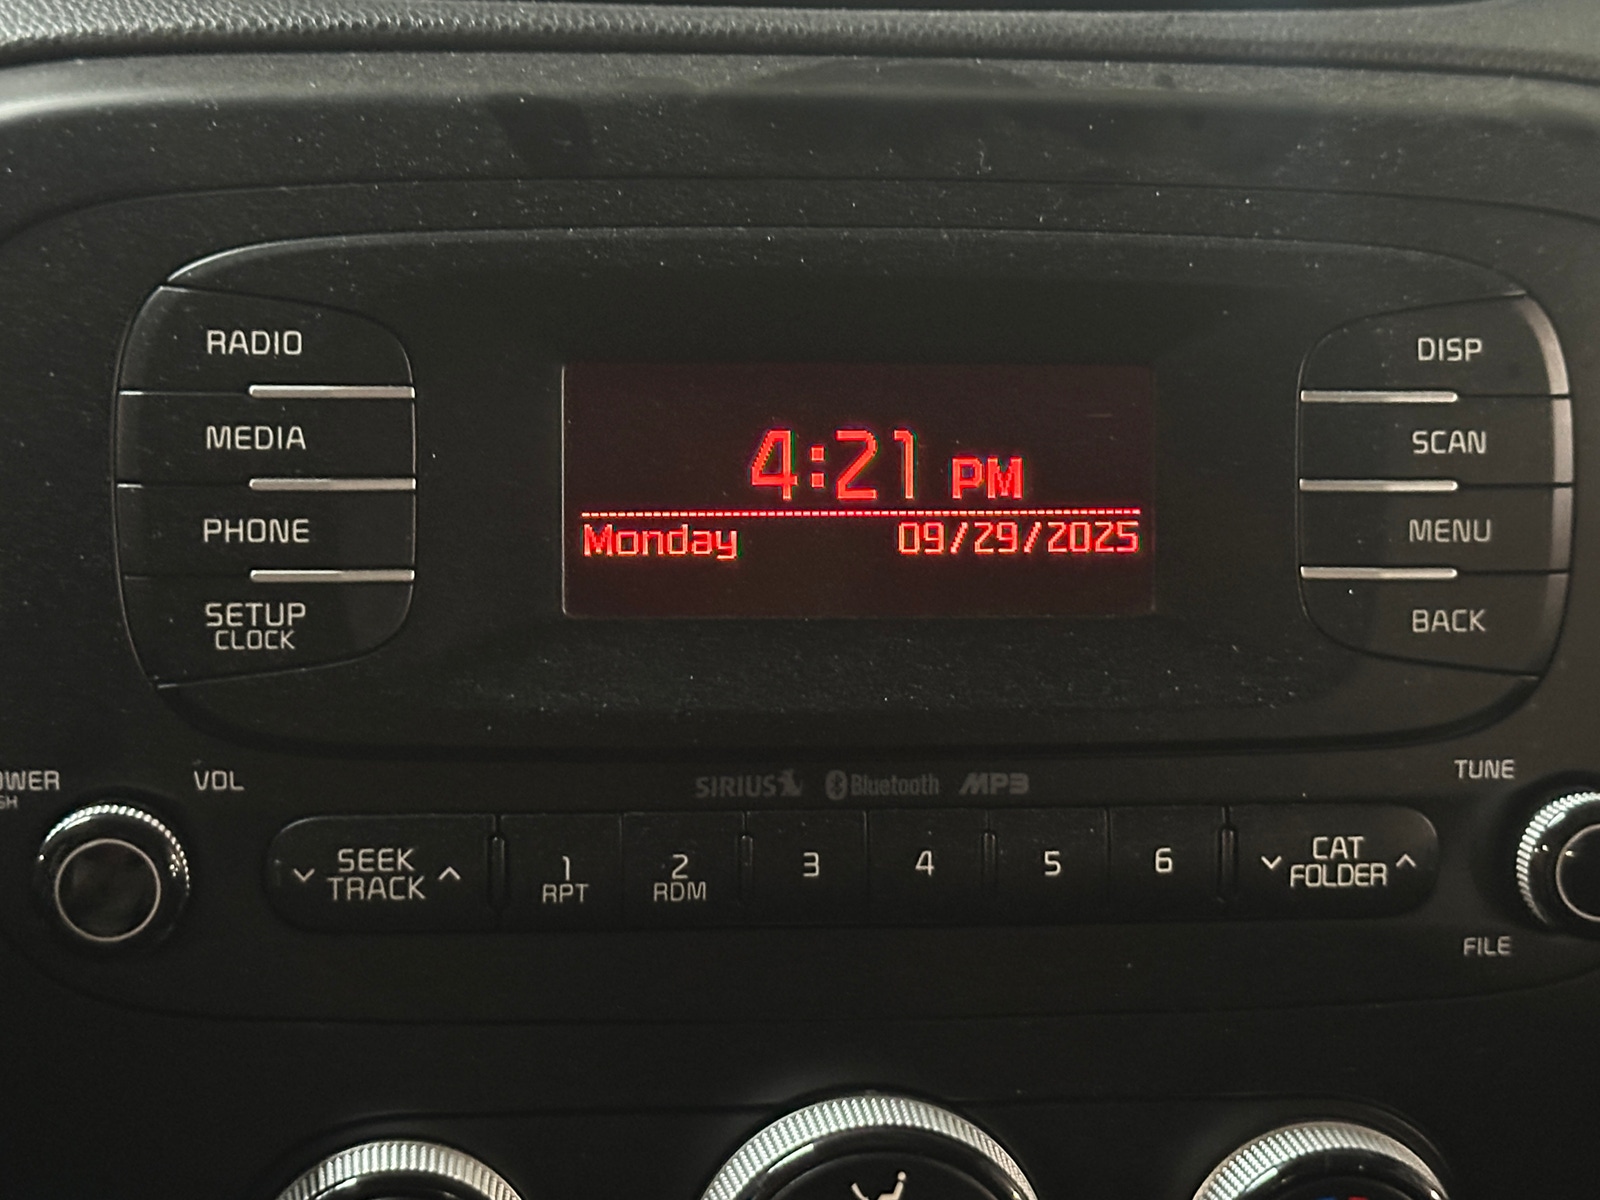 RADIO
DISP
MEDIA
SCAN
PHONE
MENU
SETUP
CLOCK
BACK
4:21 PM
Monday 09/29/2025
VOL
TUNE
SIRIUS Bluetooth MP3
SEEK
TRACK
1
RPT
2
RDM
3
4
5
6
CAT
FOLDER
FILE